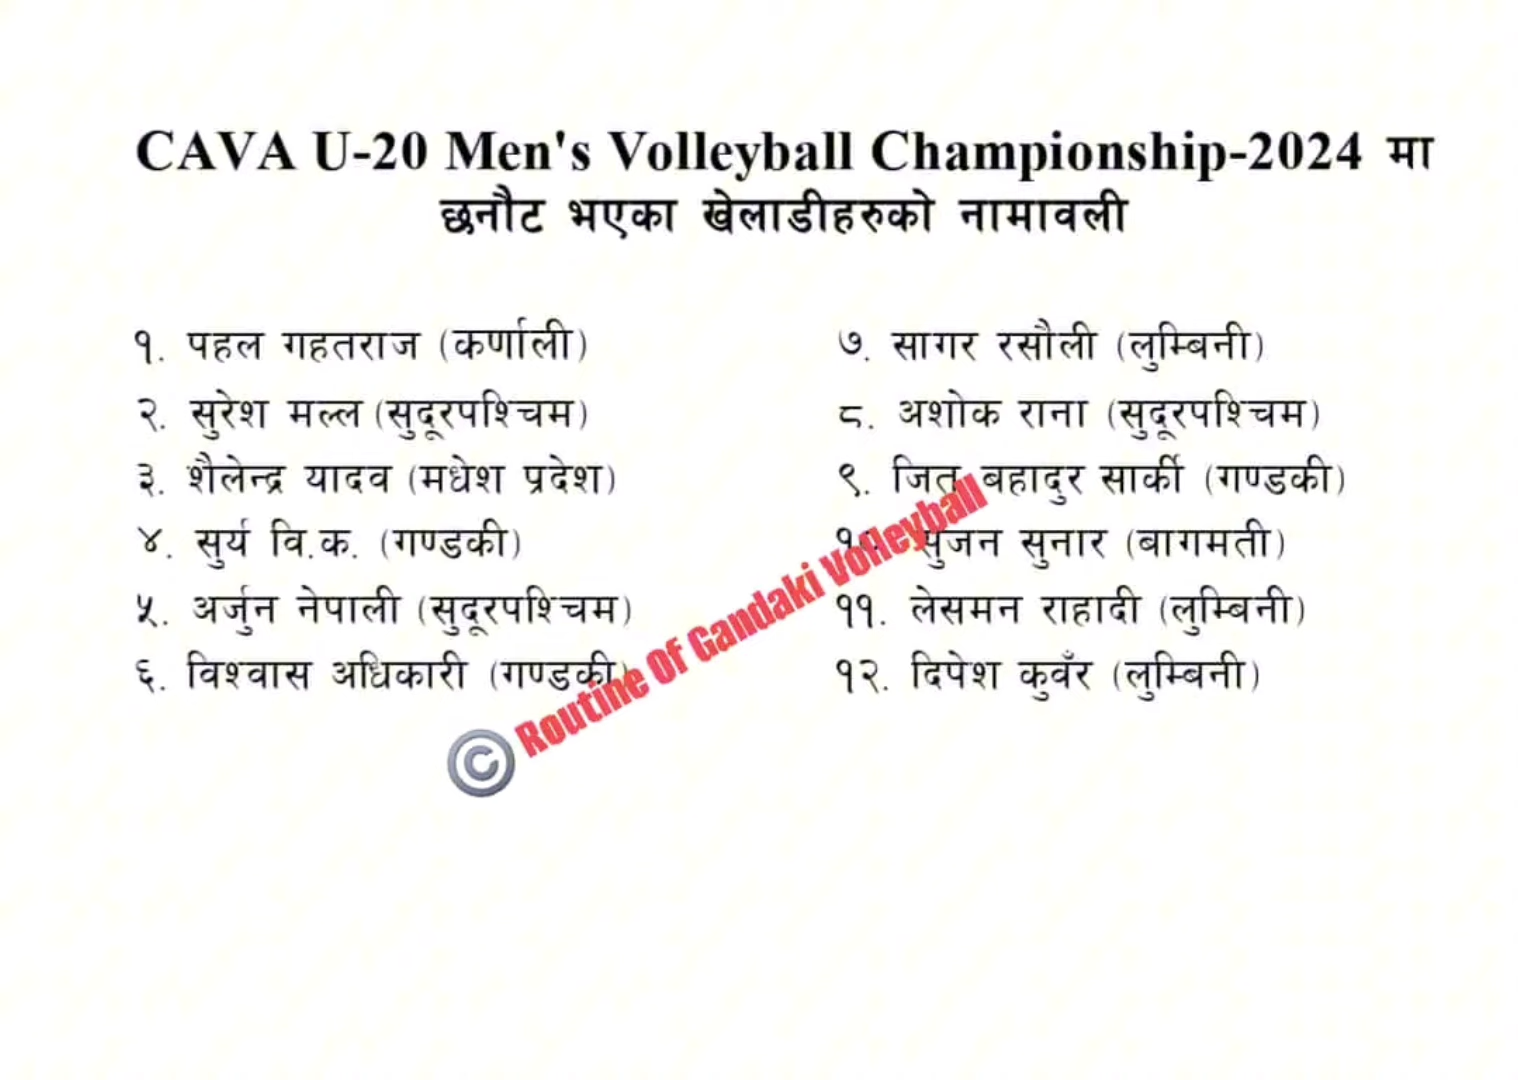 CAVA U-20 Men's Volleyball Championship-2024 मा
छनौट भएका खेलाडीहरुको नामावली
१. पहल गहतराज (कर्णाली)
२. सुरेश मल्ल (सुदूरपश्चिम)
३. शैलेन्द्र यादव (मधेश प्रदेश)
४. सुर्य वि.क. (गण्डकी)
५. अर्जुन नेपाली (सुदूरपश्चिम)
६. विश्वास अधिकारी (गण्डकी)
७. सागर रसौली (लुम्बिनी)
८. अशोक राना (सुदूरपश्चिम)
९. जित बहादुर सार्की (गण्डकी)
१०. सुजन सुनार (बागमती)
११. लेसमन राहादी (लुम्बिनी)
१२. दिपेश कुवँर (लुम्बिनी)
© Routine Of Gandaki Volleyball